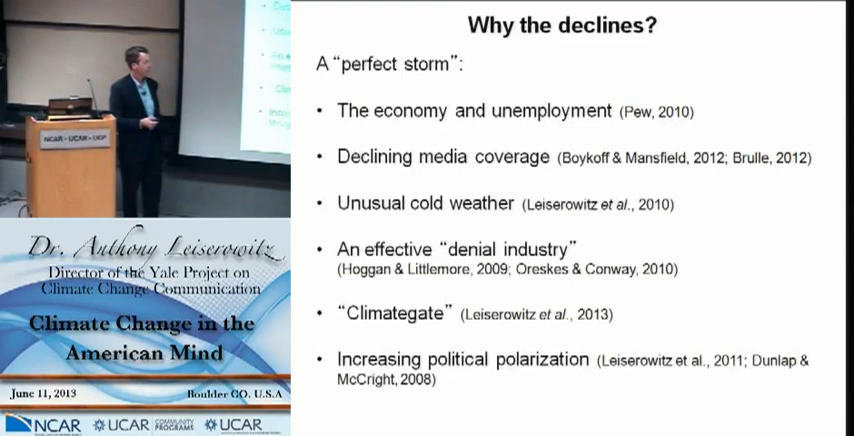 NCAR - UCAR - UOP
Dr. Anthony Leiserowitz
Director of the Yale Project on
Climate Change Communication
Climate Change in the
American Mind
June 11, 2013
Boulder CO. U.S.A
NCAR
UCAR
COMMUNITY
PROGRAMS
UCAR
Why the declines?
A “perfect storm”:
• The economy and unemployment (Pew, 2010)
• Declining media coverage (Boykoff & Mansfield, 2012; Brulle, 2012)
• Unusual cold weather (Leiserowitz et al., 2010)
• An effective “denial industry”
(Hoggan & Littlemore, 2009; Oreskes & Conway, 2010)
• “Climategate” (Leiserowitz et al., 2013)
• Increasing political polarization (Leiserowitz et al., 2011; Dunlap &
McCright, 2008)